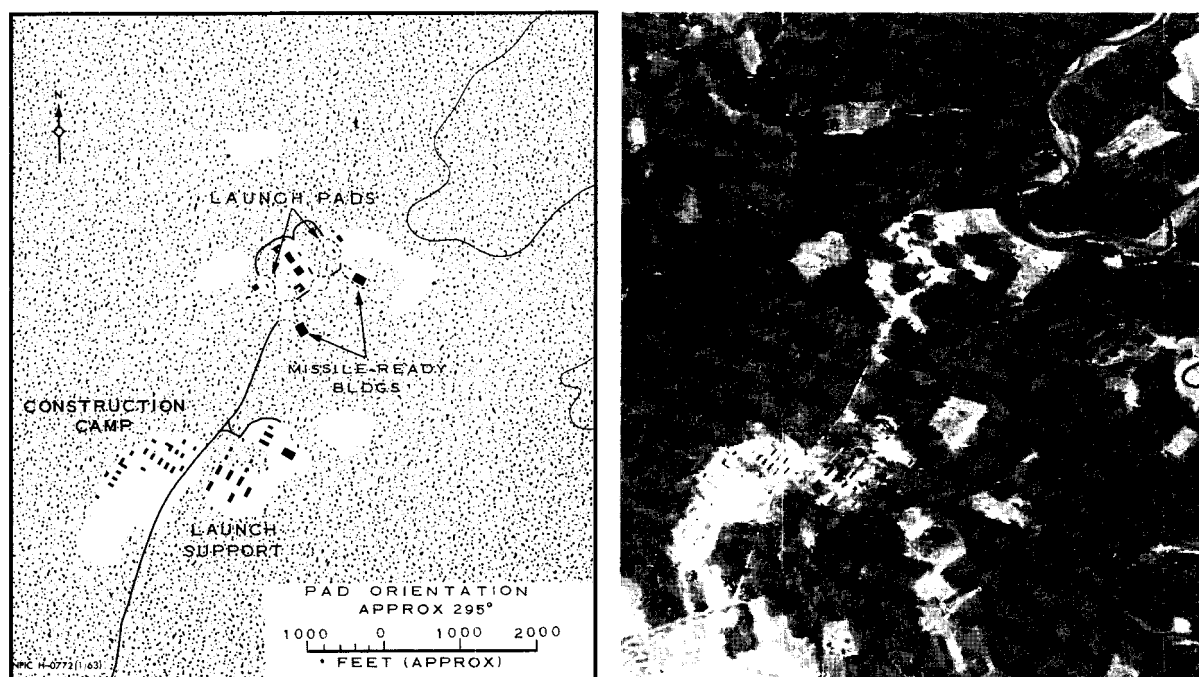 N
LAUNCH PADS
MISSILE-READY
BLDGS
CONSTRUCTION
CAMP
LAUNCH
SUPPORT
PAD ORIENTATION
APPROX 295°
1000 0 1000 2000
FEET (APPROX)
NPIC H-0772 (1/63)